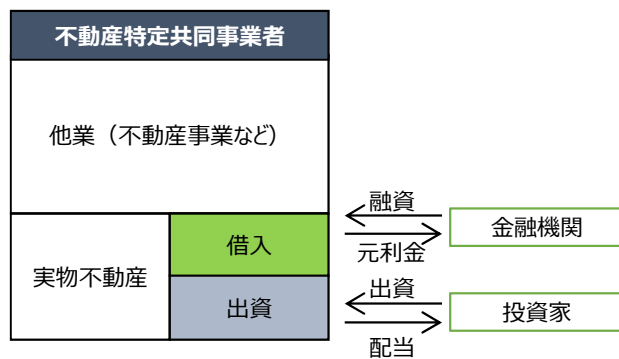 不動産特定共同事業者
他業（不動産事業など）
実物不動産
借入
出資
融資
元利金
金融機関
出資
配当
投資家